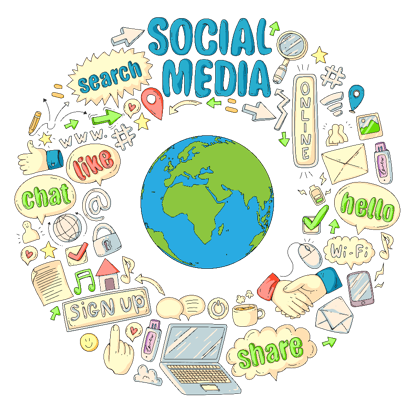 SOCIAL
MEDIA
search
ONLINE
www.
#
#
like
chat
@
hello
Wi-Fi
SIGN UP
share